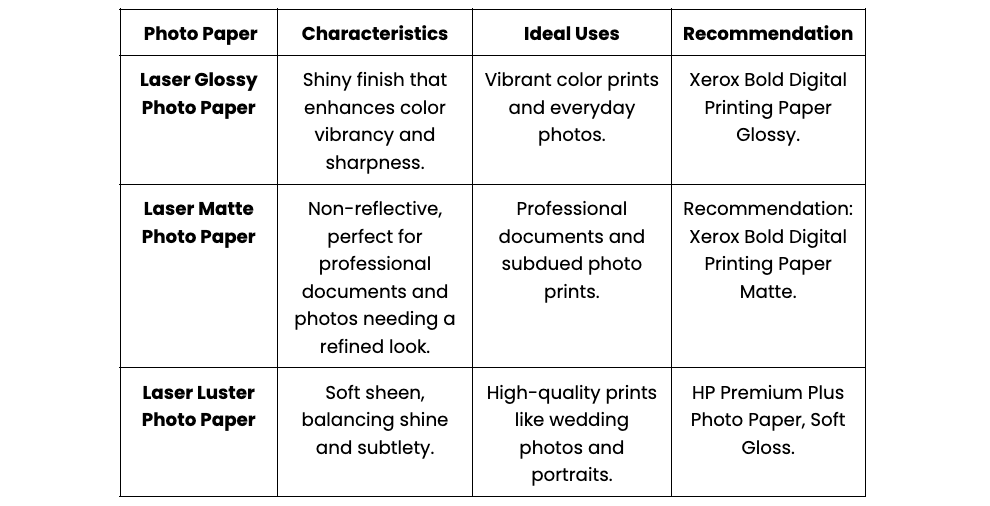 Photo Paper
Characteristics
Ideal Uses
Recommendation
Laser Glossy
Photo Paper
Shiny finish that
enhances color
vibrancy and
sharpness.
Vibrant color prints
and everyday
photos.
Xerox Bold Digital
Printing Paper
Glossy.
Laser Matte
Photo Paper
Non-reflective,
perfect for
professional
documents and
photos needing a
refined look.
Professional
documents and
subdued photo
prints.
Recommendation:
Xerox Bold Digital
Printing Paper
Matte.
Laser Luster
Photo Paper
Soft sheen,
balancing shine
and subtlety.
High-quality prints
like wedding
photos and
portraits.
HP Premium Plus
Photo Paper, Soft
Gloss.